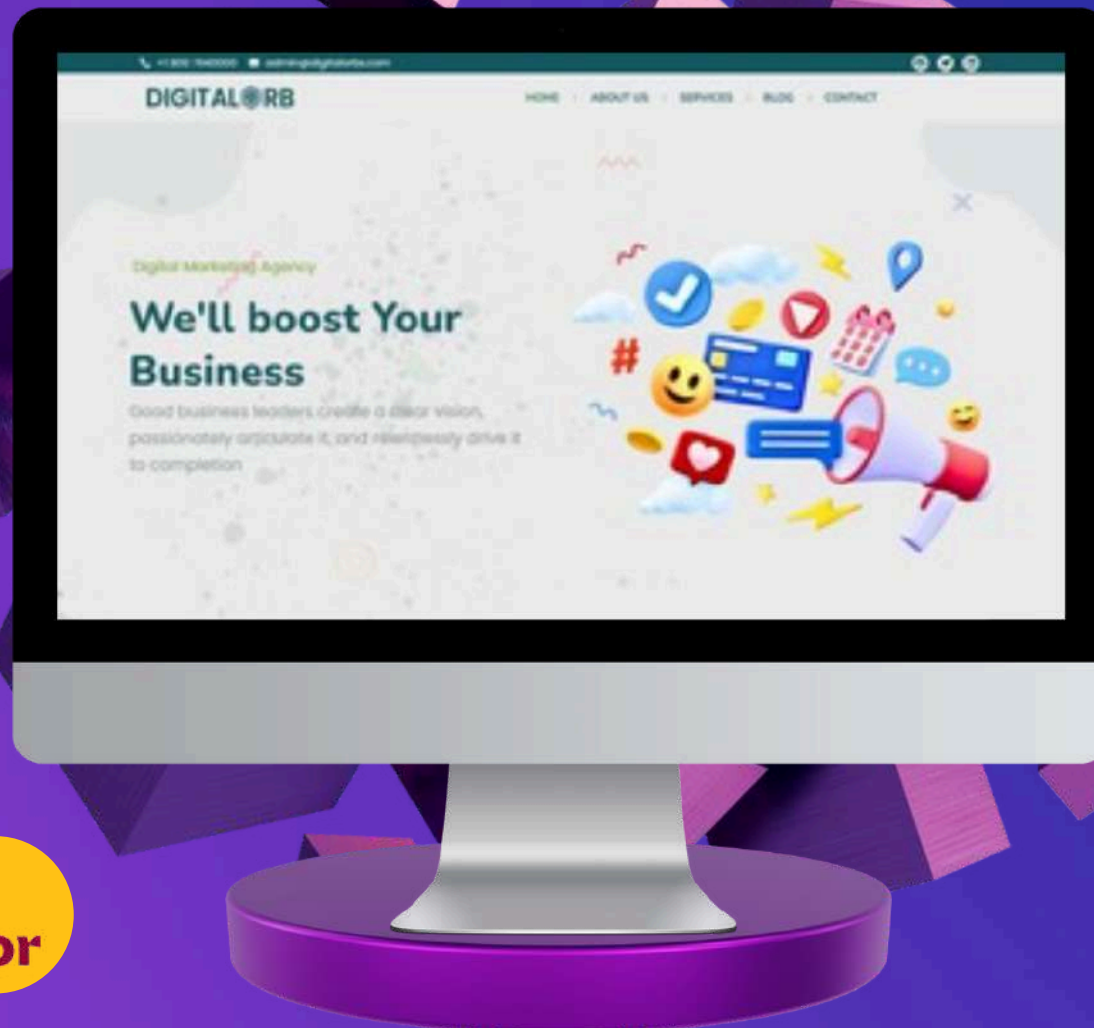 DIGITALORB
HOME ABOUT US SERVICES BLOG CONTACT
Digital Marketing Agency
We'll boost Your
Business
Good business leaders create a clear vision,
passionately articulate it, and relentlessly drive it
to completion
#
or